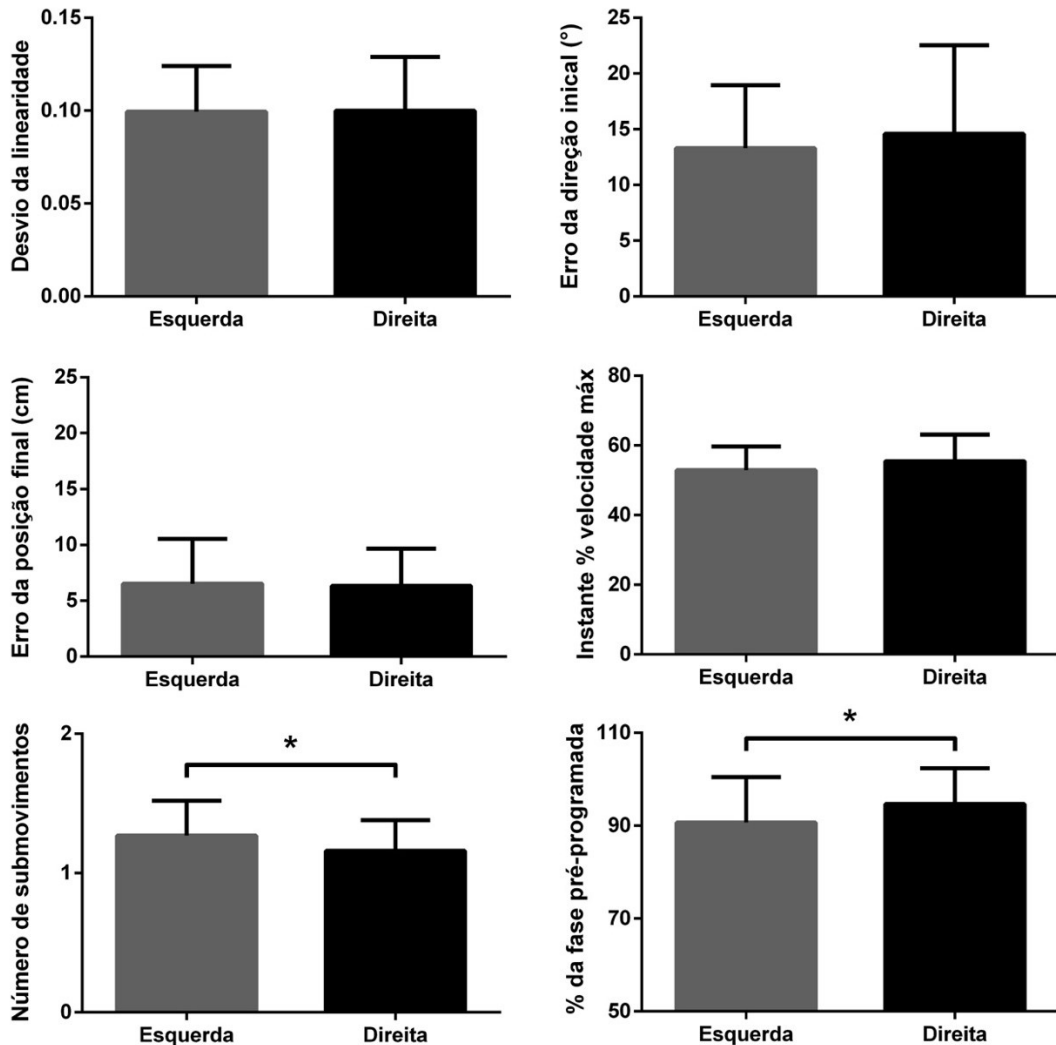 Desvio da linearidade
0.15
0.10
0.05
0.00
Esquerda Direita
Erro da direção inical (°)
25
20
15
10
5
0
Esquerda Direita
Erro da posição final (cm)
25
20
15
10
5
0
Esquerda Direita
Instante % velocidade máx
80
60
40
20
0
Esquerda Direita
Número de submovimentos
2
1
0
*
Esquerda Direita
% da fase pré-programada
110
90
70
50
*
Esquerda Direita